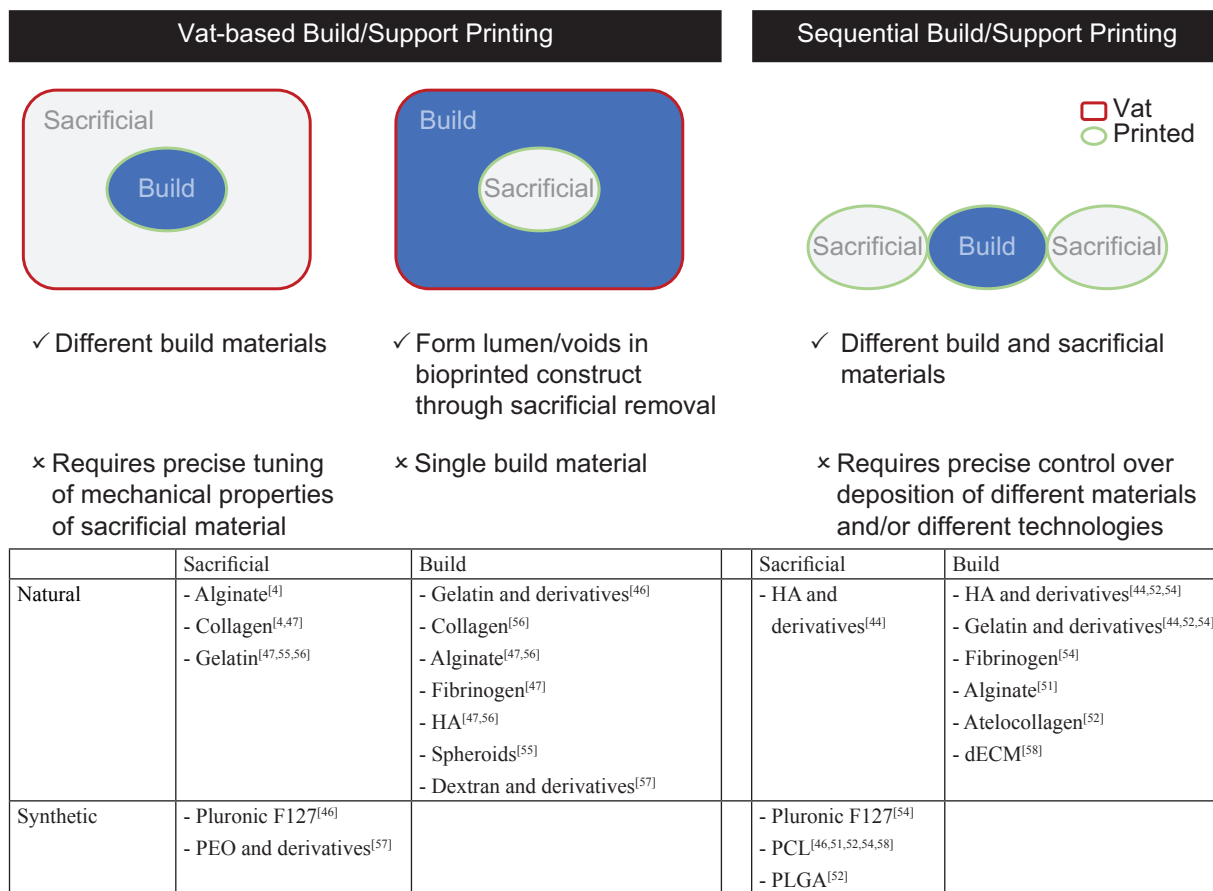 Vat-based Build/Support Printing
Sequential Build/Support Printing
Sacrificial
Build
Build
Sacrificial
Vat
Printed
Sacrificial
Build
Sacrificial
✓ Different build materials
✓ Form lumen/voids in
bioprinted construct
through sacrificial removal
✓ Different build and sacrificial
materials
× Requires precise tuning
of mechanical properties
of sacrificial material
× Single build material
× Requires precise control over
deposition of different materials
and/or different technologies
Sacrificial
Build
Sacrificial
Build
Natural
- Alginate[4]
- Collagen[4,47]
- Gelatin[47,55,56]
- Gelatin and derivatives[46]
- Collagen[56]
- Alginate[47,56]
- Fibrinogen[47]
- HA[47,56]
- Spheroids[55]
- Dextran and derivatives[57]
- HA and
derivatives[44]
- HA and derivatives[44,52,54]
- Gelatin and derivatives[44,52,54]
- Fibrinogen[54]
- Alginate[51]
- Atelocollagen[52]
- dECM[58]
Synthetic
- Pluronic F127[46]
- PEO and derivatives[57]
- Pluronic F127[54]
- PCL[46,51,52,54,58]
- PLGA[52]